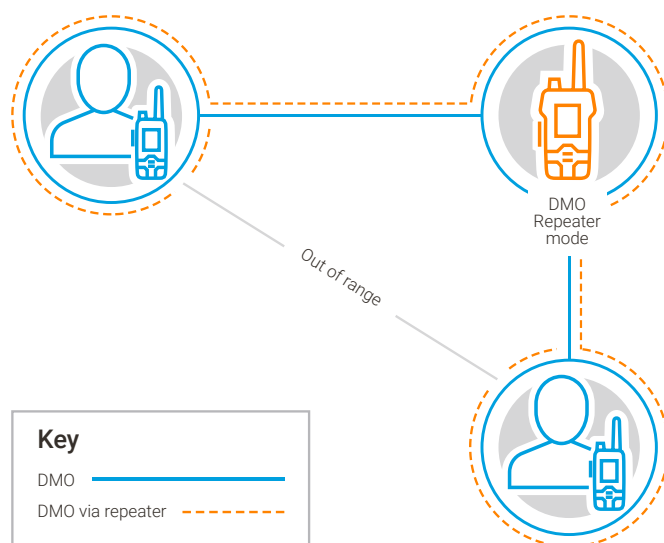 DMO
Repeater
mode
Out of range
Key
DMO
DMO via repeater